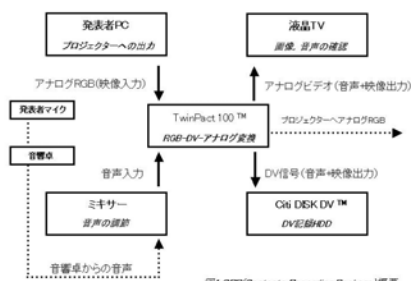 発表者PC
プロジェクターへの出力
液晶TV
画像、音声の確認
アナログRGB(映像入力)
アナログビデオ(音声+映像出力)
発表者マイク
TwinPact 100™
RGB-DV-アナログ変換
プロジェクターへアナログRGB
音響卓
音声入力
DV信号(音声+映像出力)
ミキサー
音声の調節
Citi DISK DV™
DV記録HDD
音響卓からの音声